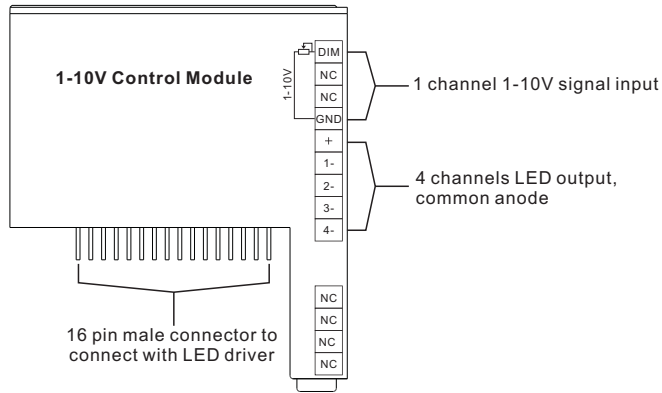 1-10V Control Module
1-10V
DIM
NC
NC
GND
+
1-
2-
3-
4-
NC
NC
NC
NC
1 channel 1-10V signal input
4 channels LED output,
common anode
16 pin male connector to
connect with LED driver